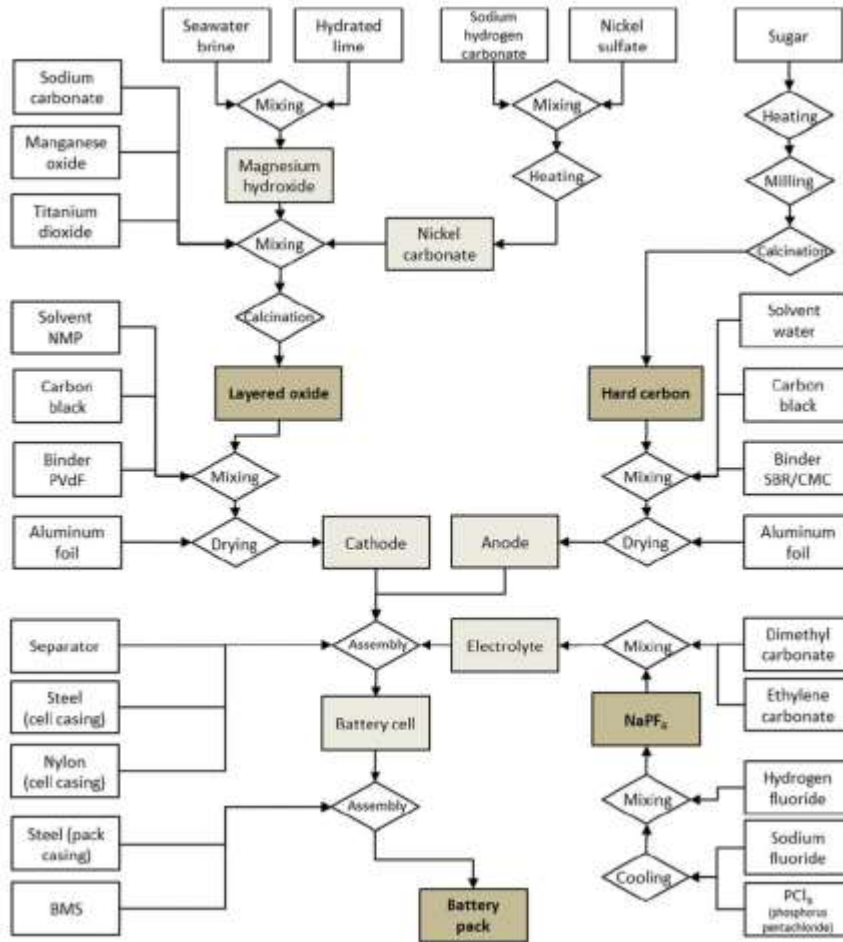 Seawater
brine
Hydrated
lime
Sodium
hydrogen
carbonate
Nickel
sulfate
Sugar
Sodium
carbonate
Mixing
Mixing
Heating
Manganese
oxide
Magnesium
hydroxide
Heating
Milling
Titanium
dioxide
Mixing
Nickel
carbonate
Calcination
Solvent
NMP
Calcination
Solvent
water
Carbon
black
Layered oxide
Hard carbon
Carbon
black
Binder
PVdF
Mixing
Mixing
Binder
SBR/CMC
Aluminum
foil
Drying
Cathode
Anode
Drying
Aluminum
foil
Separator
Assembly
Electrolyte
Mixing
Dimethyl
carbonate
Steel
(cell casing)
Battery cell
NaPF₆
Ethylene
carbonate
Nylon
(cell casing)
Assembly
Mixing
Hydrogen
fluoride
Steel (pack
casing)
Sodium
fluoride
BMS
Battery
pack
Cooling
PCl₅
(phosphorus
pentachloride)